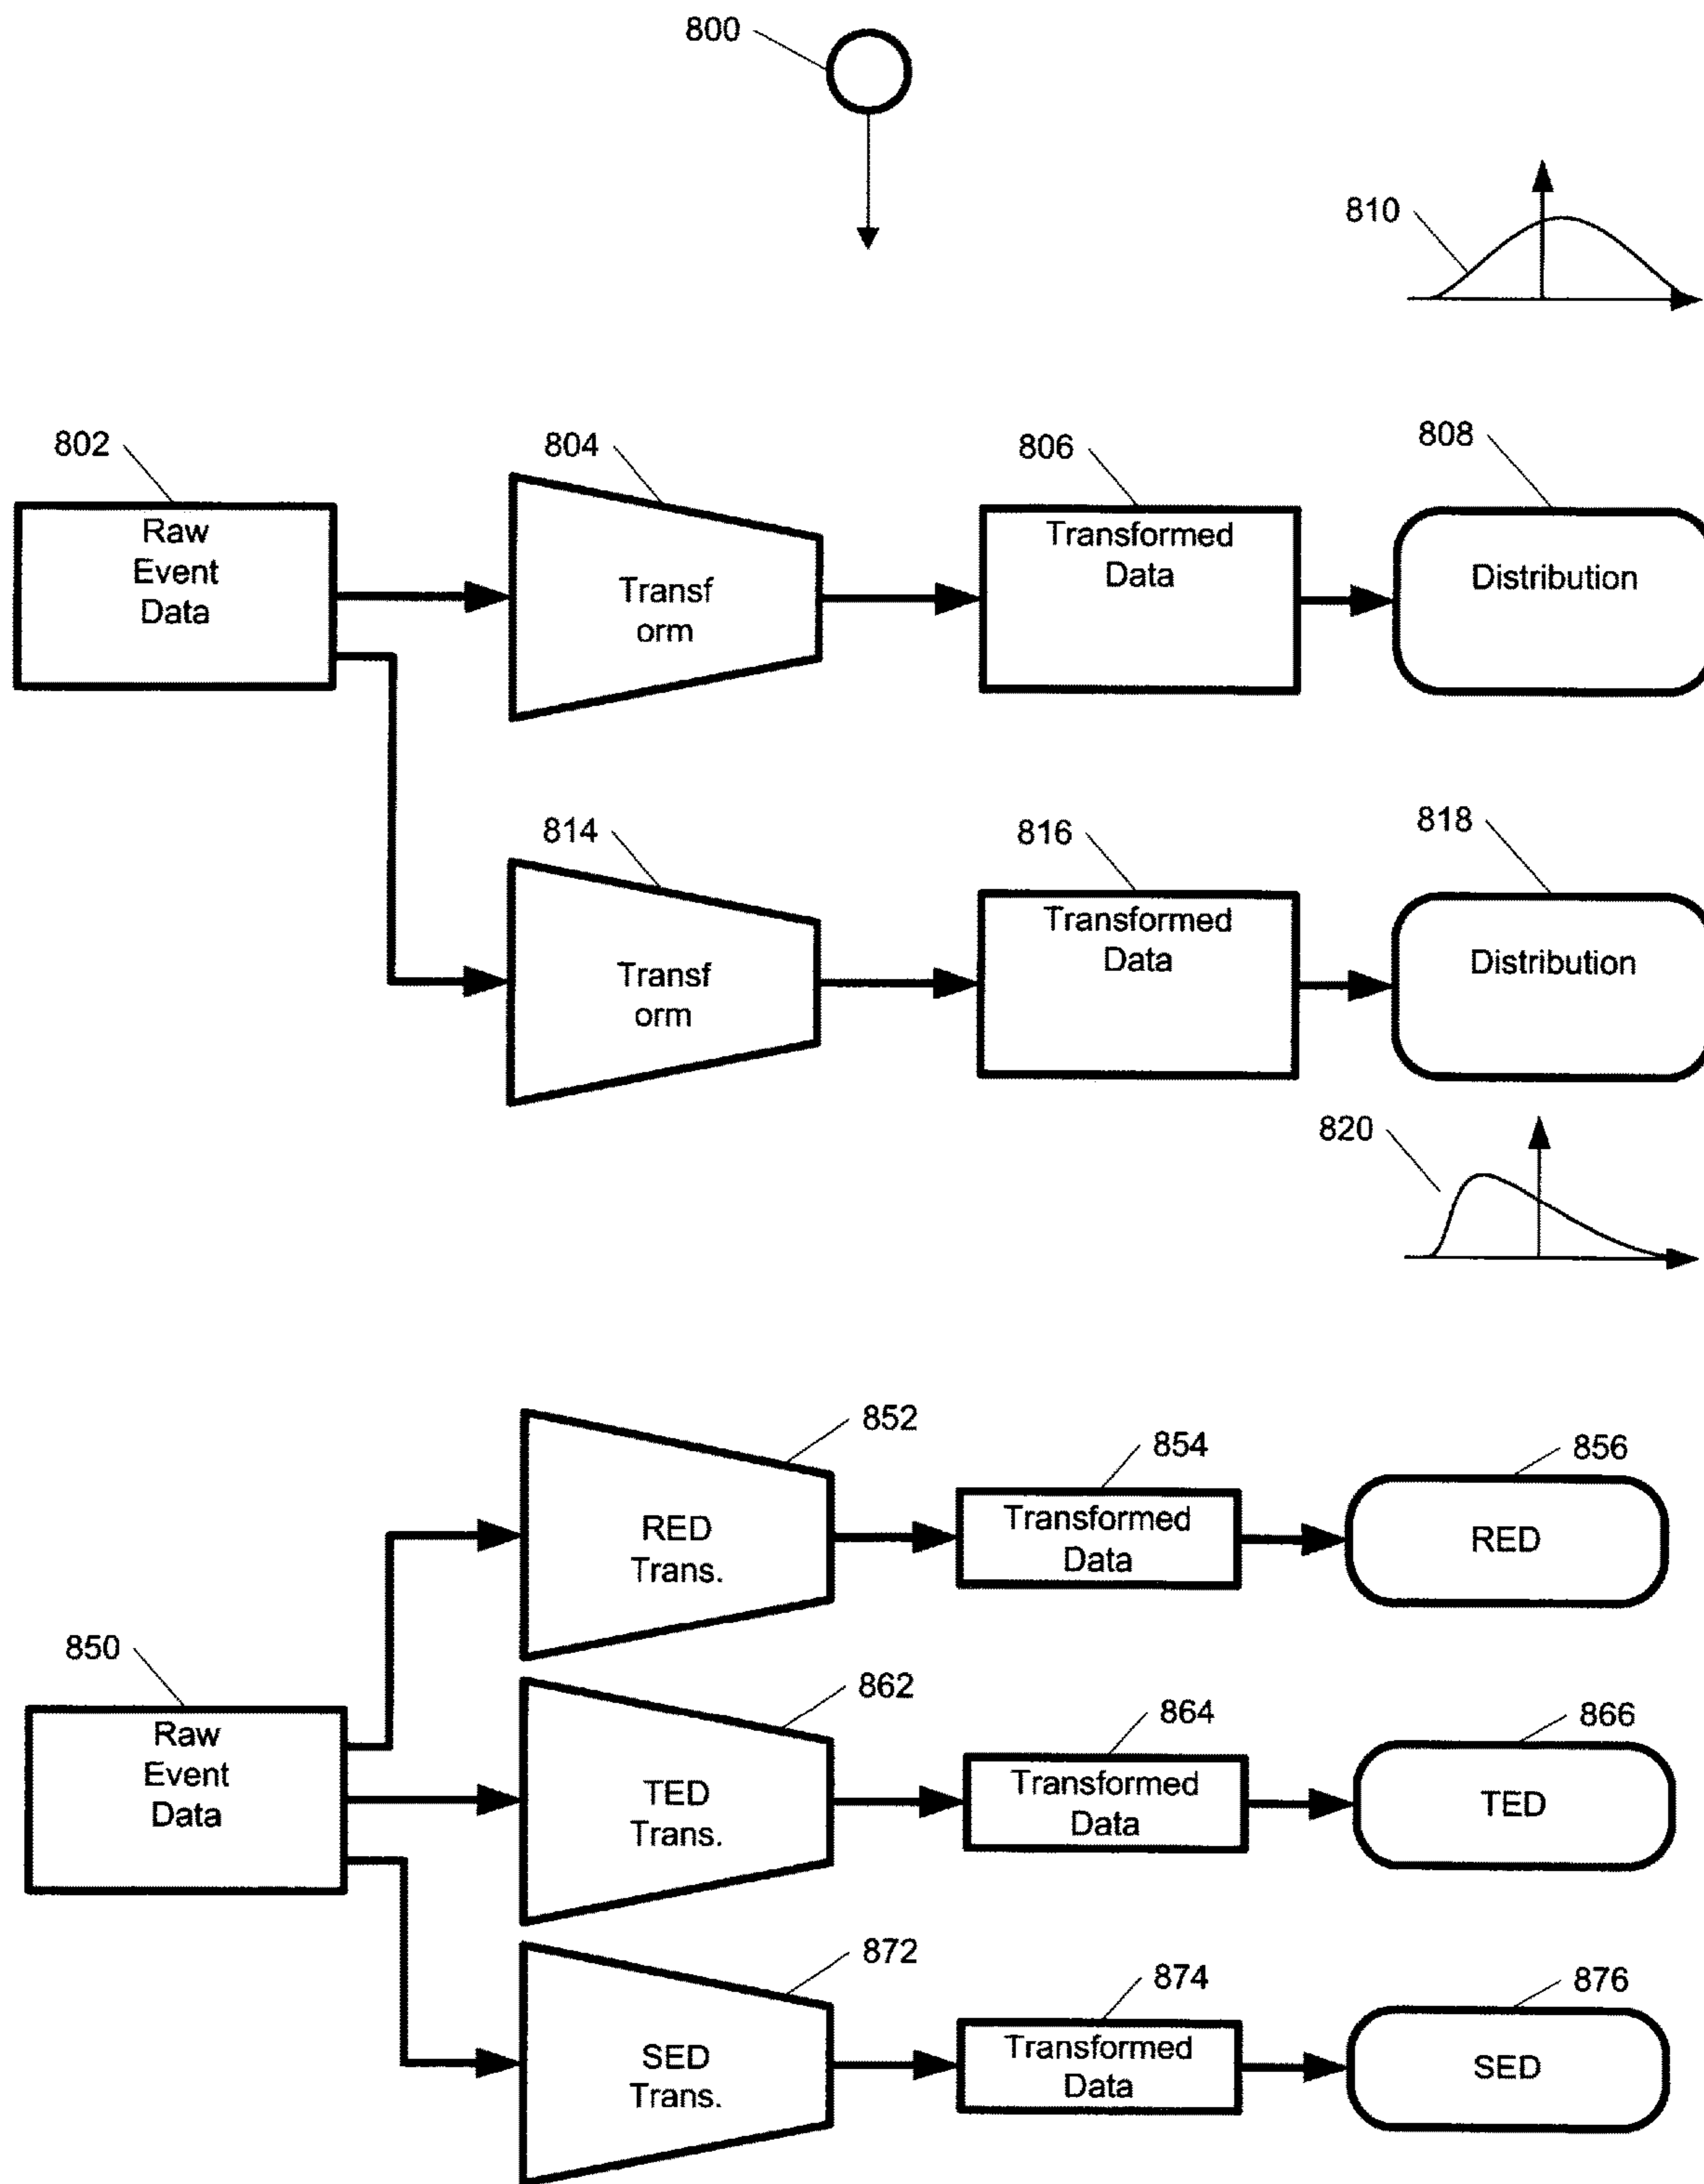 800
810
802
804
806
808
Raw
Event
Data
Transf
orm
Transformed
Data
Distribution
814
816
818
Transf
orm
Transformed
Data
Distribution
820
852
854
856
RED
Trans.
Transformed
Data
RED
850
Raw
Event
Data
862
864
866
TED
Trans.
Transformed
Data
TED
872
874
876
SED
Trans.
Transformed
Data
SED